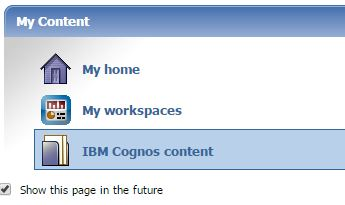 My Content
My home
My workspaces
IBM Cognos content
Show this page in the future